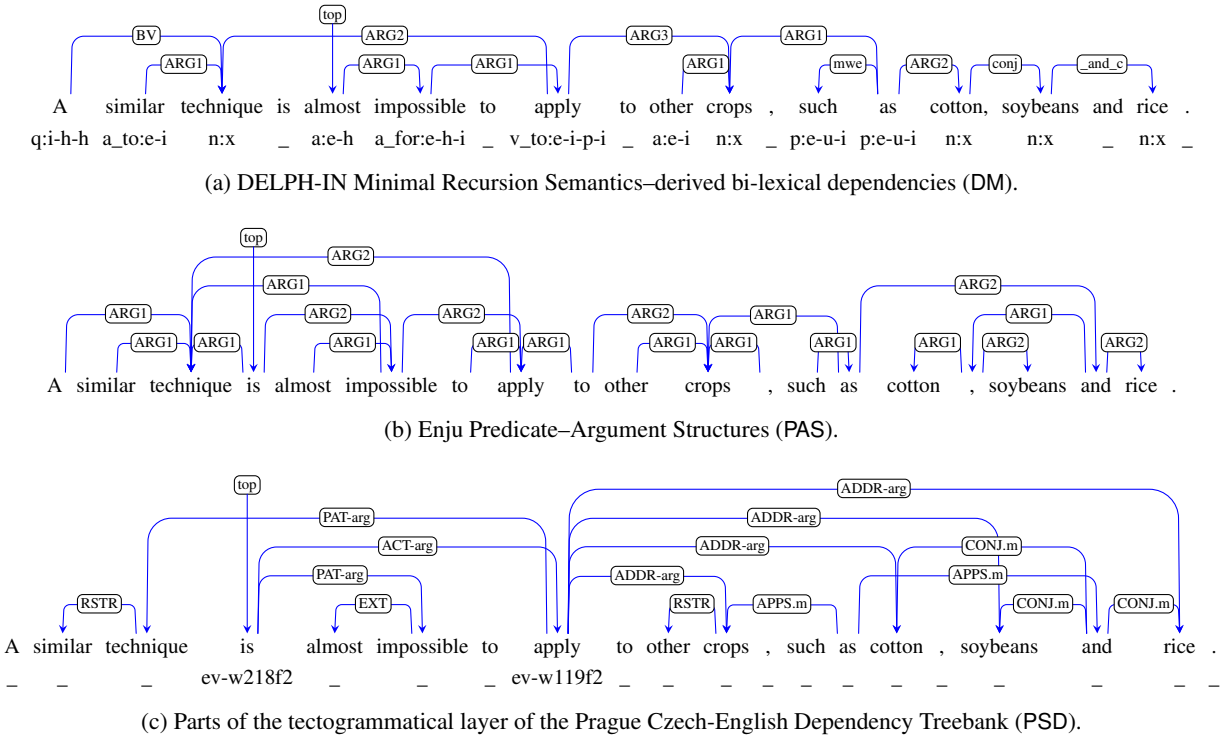 top
BV ARG2 ARG3 ARG1
ARG1 ARG1 ARG1 ARG1 mwe ARG2 conj _and_c
A similar technique is almost impossible to apply to other crops , such as cotton, soybeans and rice .
q:i-h-h a_to:e-i n:x _ a:e-h a_for:e-h-i _ v_to:e-i-p-i _ a:e-i n:x _ p:e-u-i p:e-u-i n:x n:x _ n:x _
(a) DELPH-IN Minimal Recursion Semantics–derived bi-lexical dependencies (DM).
top
ARG2
ARG1 ARG2
ARG1 ARG2 ARG2 ARG2 ARG1 ARG1
ARG1 ARG1 ARG1 ARG1 ARG1 ARG1 ARG1 ARG1 ARG1 ARG2 ARG2
A similar technique is almost impossible to apply to other crops , such as cotton , soybeans and rice .
(b) Enju Predicate–Argument Structures (PAS).
top ADDR-arg
PAT-arg ADDR-arg
ACT-arg ADDR-arg CONJ.m
PAT-arg ADDR-arg APPS.m
RSTR EXT RSTR APPS.m CONJ.m CONJ.m
A similar technique is almost impossible to apply to other crops , such as cotton , soybeans and rice .
_ _ _ ev-w218f2 _ _ _ ev-w119f2 _ _ _ _ _ _ _ _ _ _ _ _
(c) Parts of the tectogrammatical layer of the Prague Czech-English Dependency Treebank (PSD).